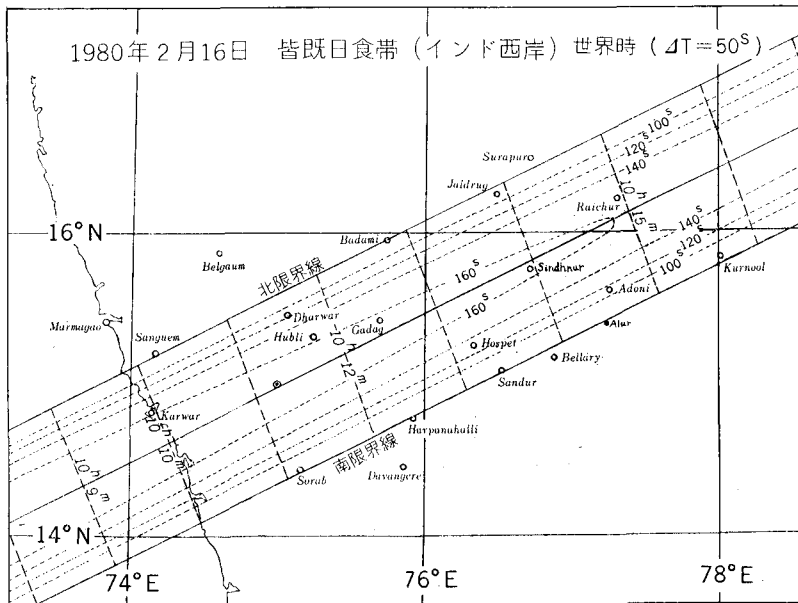 1980年2月16日 皆既日食帯 (インド西岸) 世界時 (ΔT=50ˢ)
100ˢ
120ˢ
140ˢ
Surapur
Jaldrug
Raichur
10ʰ 15ᵐ
16°N
Badami
Belgaum
北限界線
160ˢ
Sindhnur
140ˢ
120ˢ
100ˢ
Kurnool
Marmagao
Dharwar
Gadag
160ˢ
Adoni
Sanguem
Hubli
10ʰ 12ᵐ
Hospet
Alur
Bellary
Sandur
Karwar
10ʰ 10ᵐ
Harpanahalli
10ʰ 9ᵐ
Sorab
南限界線
Davangere
14°N
74°E
76°E
78°E